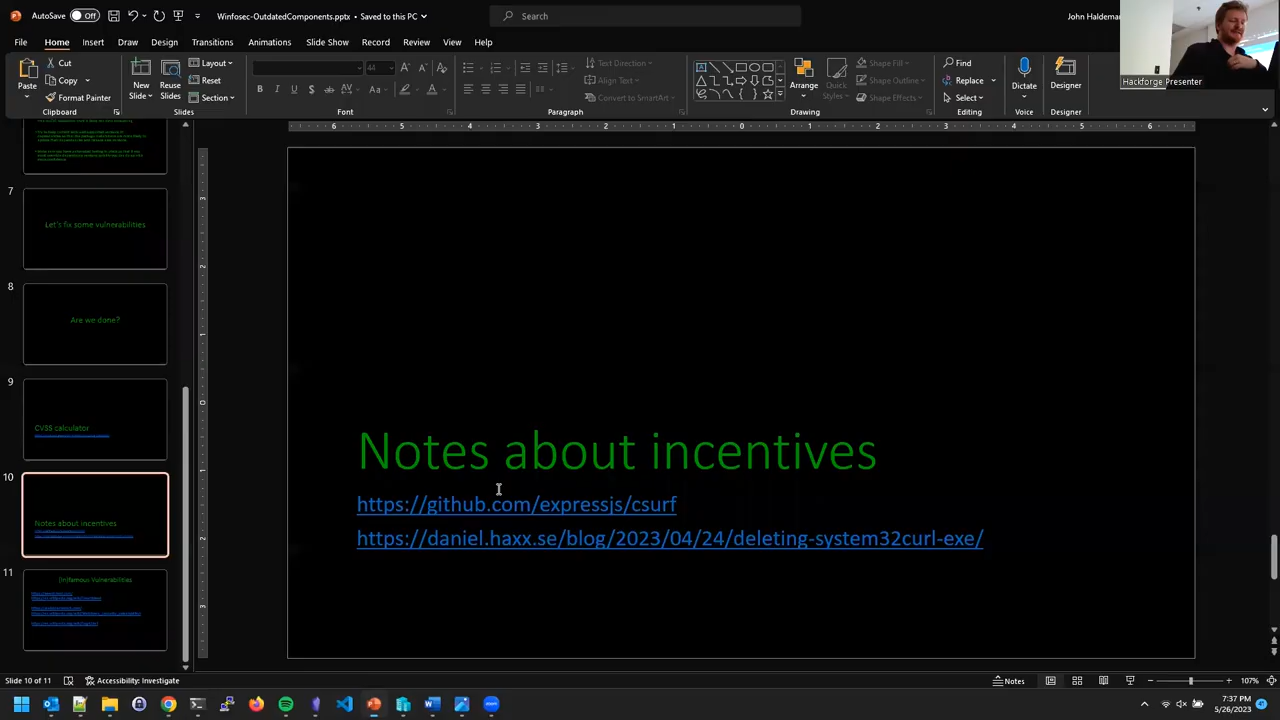 AutoSave Off Winfosec-OutdatedComponents.pptx • Saved to this PC
Search
John Haldeman
File Home Insert Draw Design Transitions Animations Slide Show Record Review View Help
Hackforge Presenter
Paste
Cut
Copy
Format Painter
Clipboard
New Slide
Reuse Slides
Layout
Reset
Section
Slides
44
Font
Paragraph
Text Direction
Align Text
Convert to SmartArt
Arrange
Quick Styles
Shape Fill
Shape Outline
Shape Effects
Drawing
Find
Replace
Select
Editing
Dictate
Voice
Designer
Designer
7
Let's fix some vulnerabilities
8
Are we done?
9
CVSS calculator
10
Notes about incentives
11
(In)famous Vulnerabilities
Notes about incentives
https://github.com/expressjs/csurf
https://daniel.haxx.se/blog/2023/04/24/deleting-system32curl-exe/
Slide 10 of 11
Accessibility: Investigate
Notes
107%
7:37 PM
5/26/2023